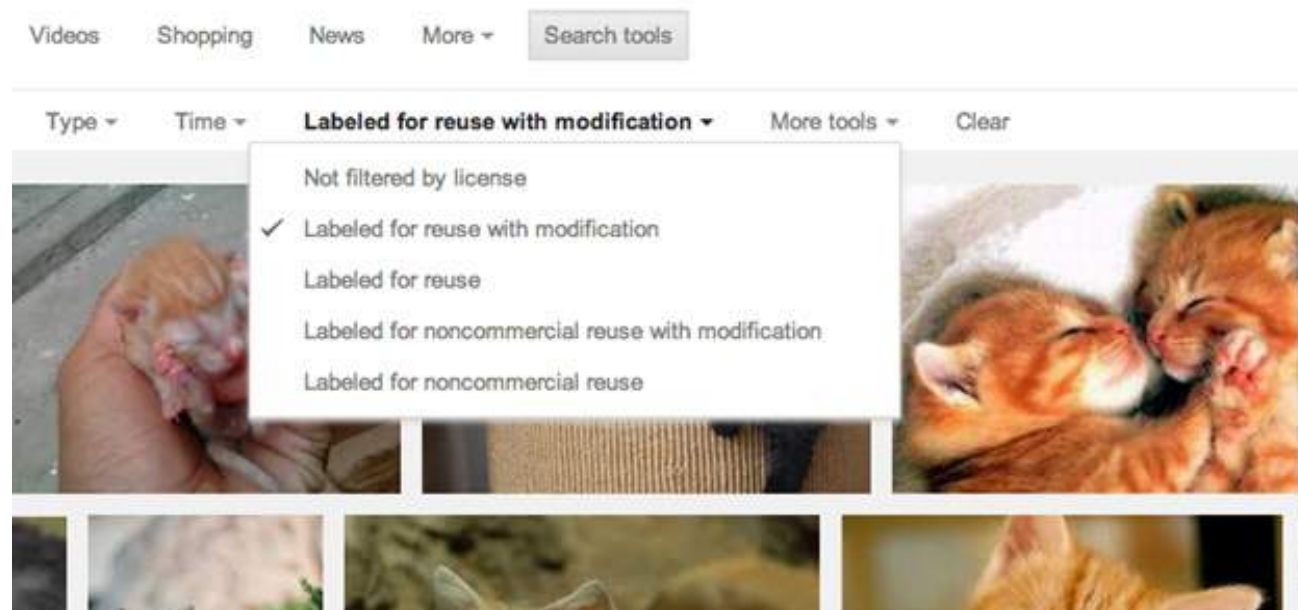 Videos Shopping News More Search tools
Type Time Labeled for reuse with modification More tools Clear
Not filtered by license
Labeled for reuse with modification
Labeled for reuse
Labeled for noncommercial reuse with modification
Labeled for noncommercial reuse